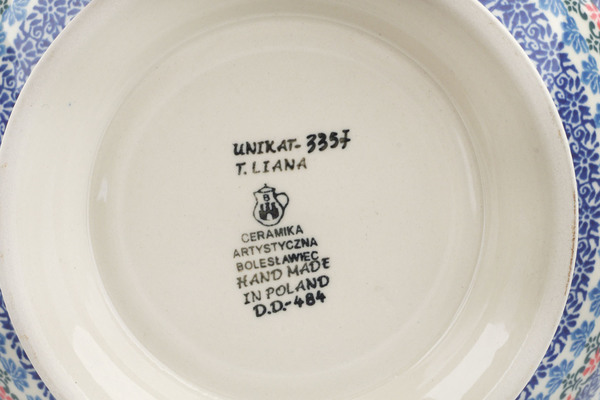 UNIKAT-3357
T. LIANA
B
CERAMIKA
ARTYSTYCZNA
BOLESŁAWIEC
HAND MADE
IN POLAND
D.D.-484